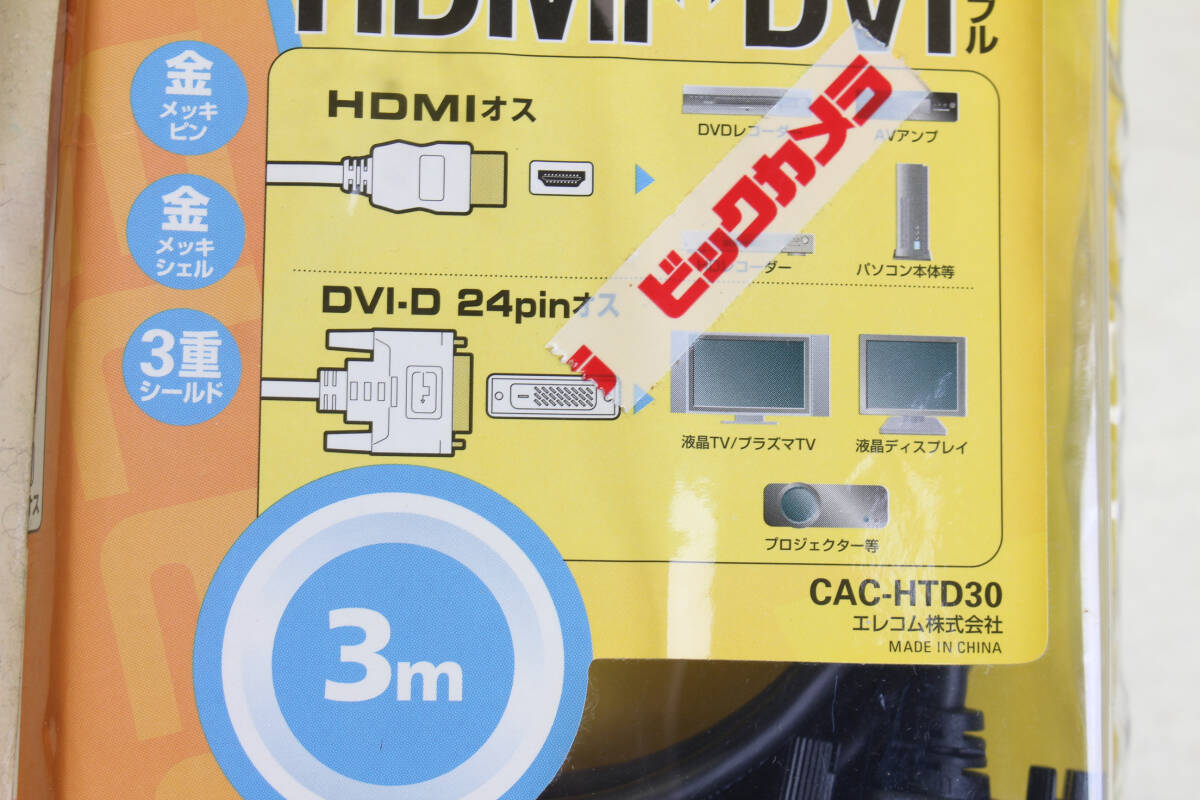 HDMI↔DVI
ブル
金
メッキ
ピン
金
メッキ
シェル
3重
シールド
HDMIオス
DVDレコーダー
AVアンプ
レコーダー
パソコン本体等
ビックカメラ
DVI-D 24pinオス
液晶TV/プラズマTV
液晶ディスプレイ
プロジェクター等
3m
CAC-HTD30
エレコム株式会社
MADE IN CHINA
オス